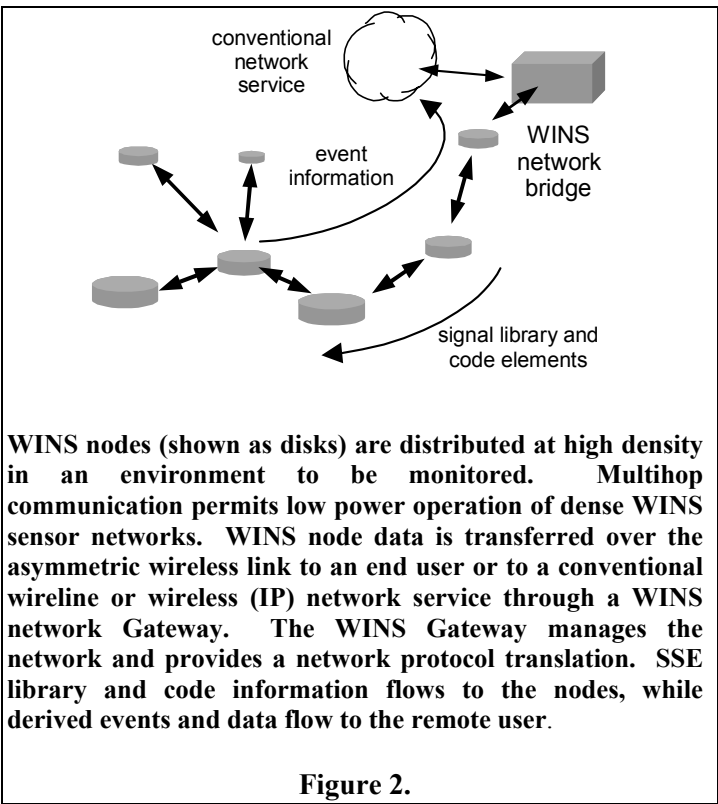 conventional
network
service
event
information
WINS
network
bridge
signal library and
code elements
WINS nodes (shown as disks) are distributed at high density
in an environment to be monitored. Multihop
communication permits low power operation of dense WINS
sensor networks. WINS node data is transferred over the
asymmetric wireless link to an end user or to a conventional
wireline or wireless (IP) network service through a WINS
network Gateway. The WINS Gateway manages the
network and provides a network protocol translation. SSE
library and code information flows to the nodes, while
derived events and data flow to the remote user.
Figure 2.